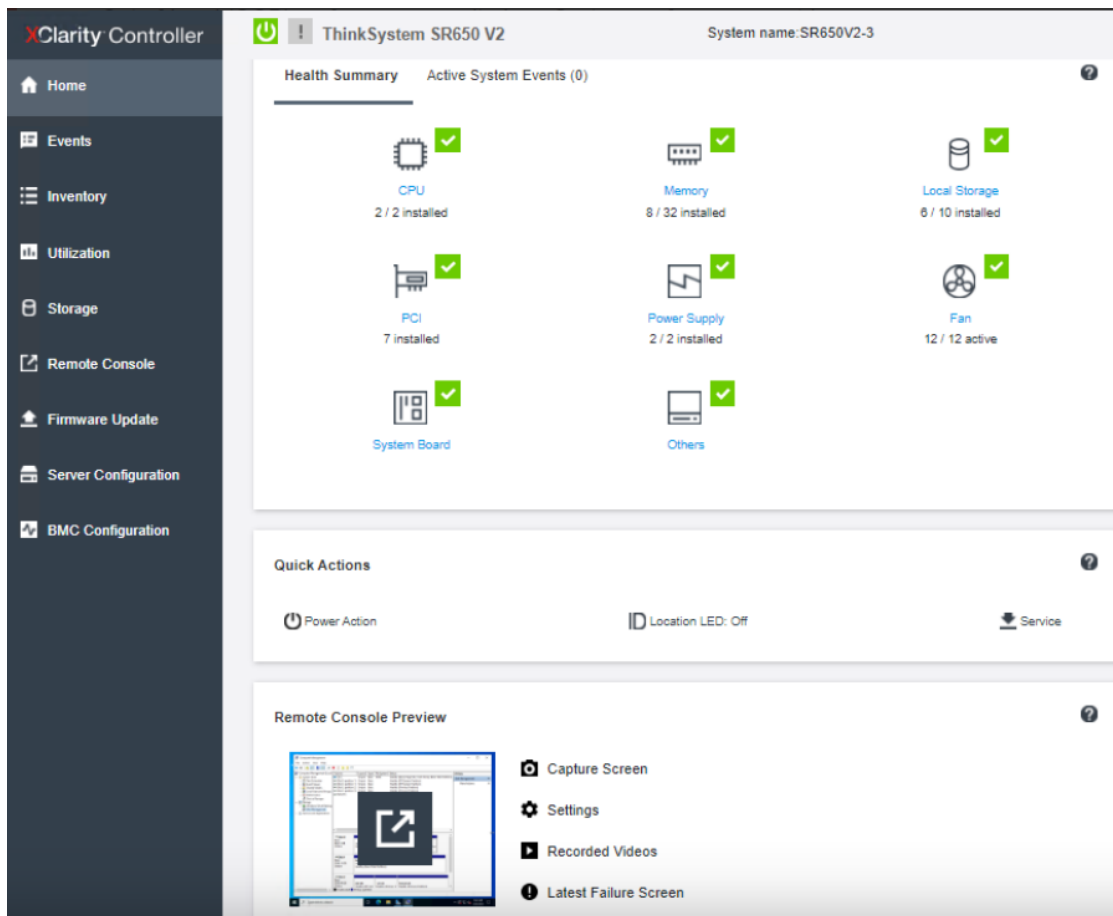 XClarity Controller
ThinkSystem SR650 V2
System name:SR650V2-3
Home
Events
Inventory
Utilization
Storage
Remote Console
Firmware Update
Server Configuration
BMC Configuration
Health Summary
Active System Events (0)
CPU
2 / 2 installed
Memory
8 / 32 installed
Local Storage
6 / 10 installed
PCI
7 installed
Power Supply
2 / 2 installed
Fan
12 / 12 active
System Board
Others
Quick Actions
Power Action
Location LED: Off
Service
Remote Console Preview
Capture Screen
Settings
Recorded Videos
Latest Failure Screen